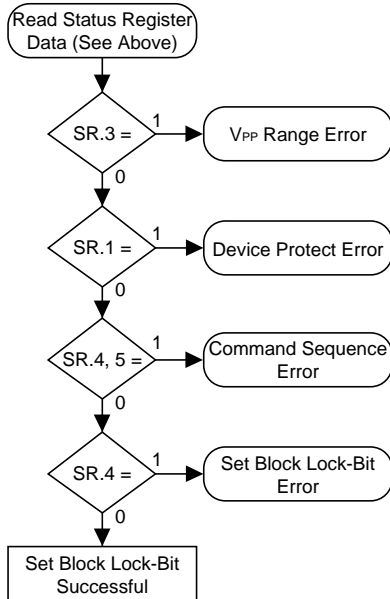 Read Status Register
Data (See Above)
SR.3 =
1
VPP Range Error
0
SR.1 =
1
Device Protect Error
0
SR.4, 5 =
1
Command Sequence
Error
0
SR.4 =
1
Set Block Lock-Bit
Error
0
Set Block Lock-Bit
Successful